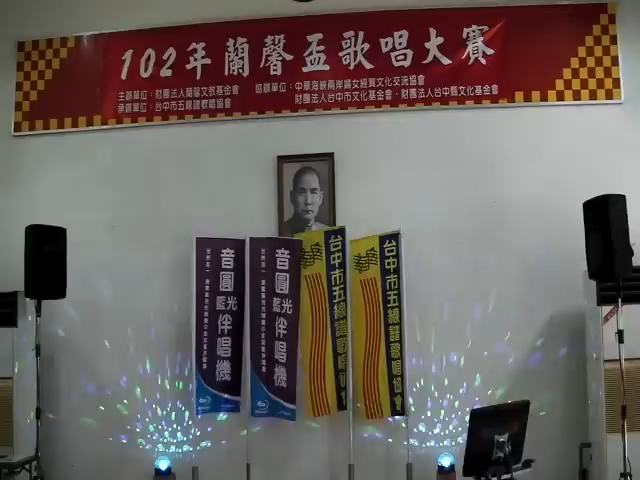 102年蘭馨盃歌唱大賽
主辦單位：財團法人蘭馨文教基金會
協辦單位：中華海峽兩岸婦女經貿文化交流協會
承辦單位：台中市五線譜歌唱協會
財團法人台中市文化基金會・財團法人台中縣文化基金會
音圓藍光伴唱機
音圓藍光伴唱機
台中市五線譜歌唱協會
台中市五線譜歌唱協會